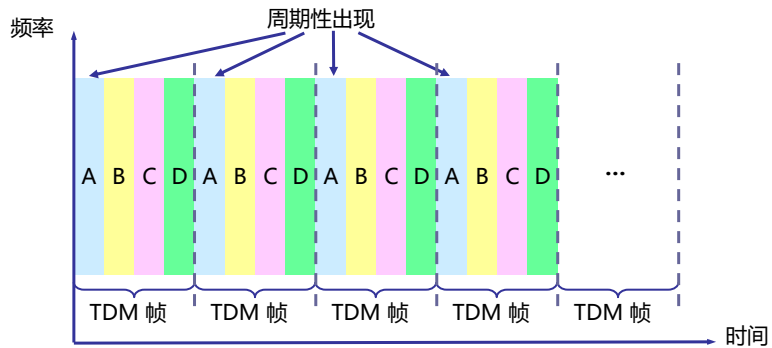 周期性出现
频率
A B C D A B C D A B C D A B C D ...
TDM 帧 TDM 帧 TDM 帧 TDM 帧 TDM 帧
时间